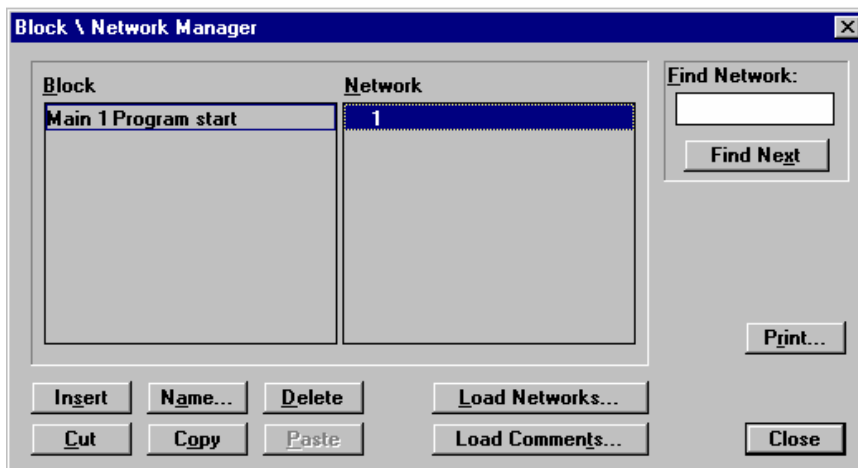 Block \ Network Manager
Block
Network
Find Network:
Main 1 Program start
1
Find Next
Print...
Insert
Name...
Delete
Load Networks...
Cut
Copy
Paste
Load Comments...
Close